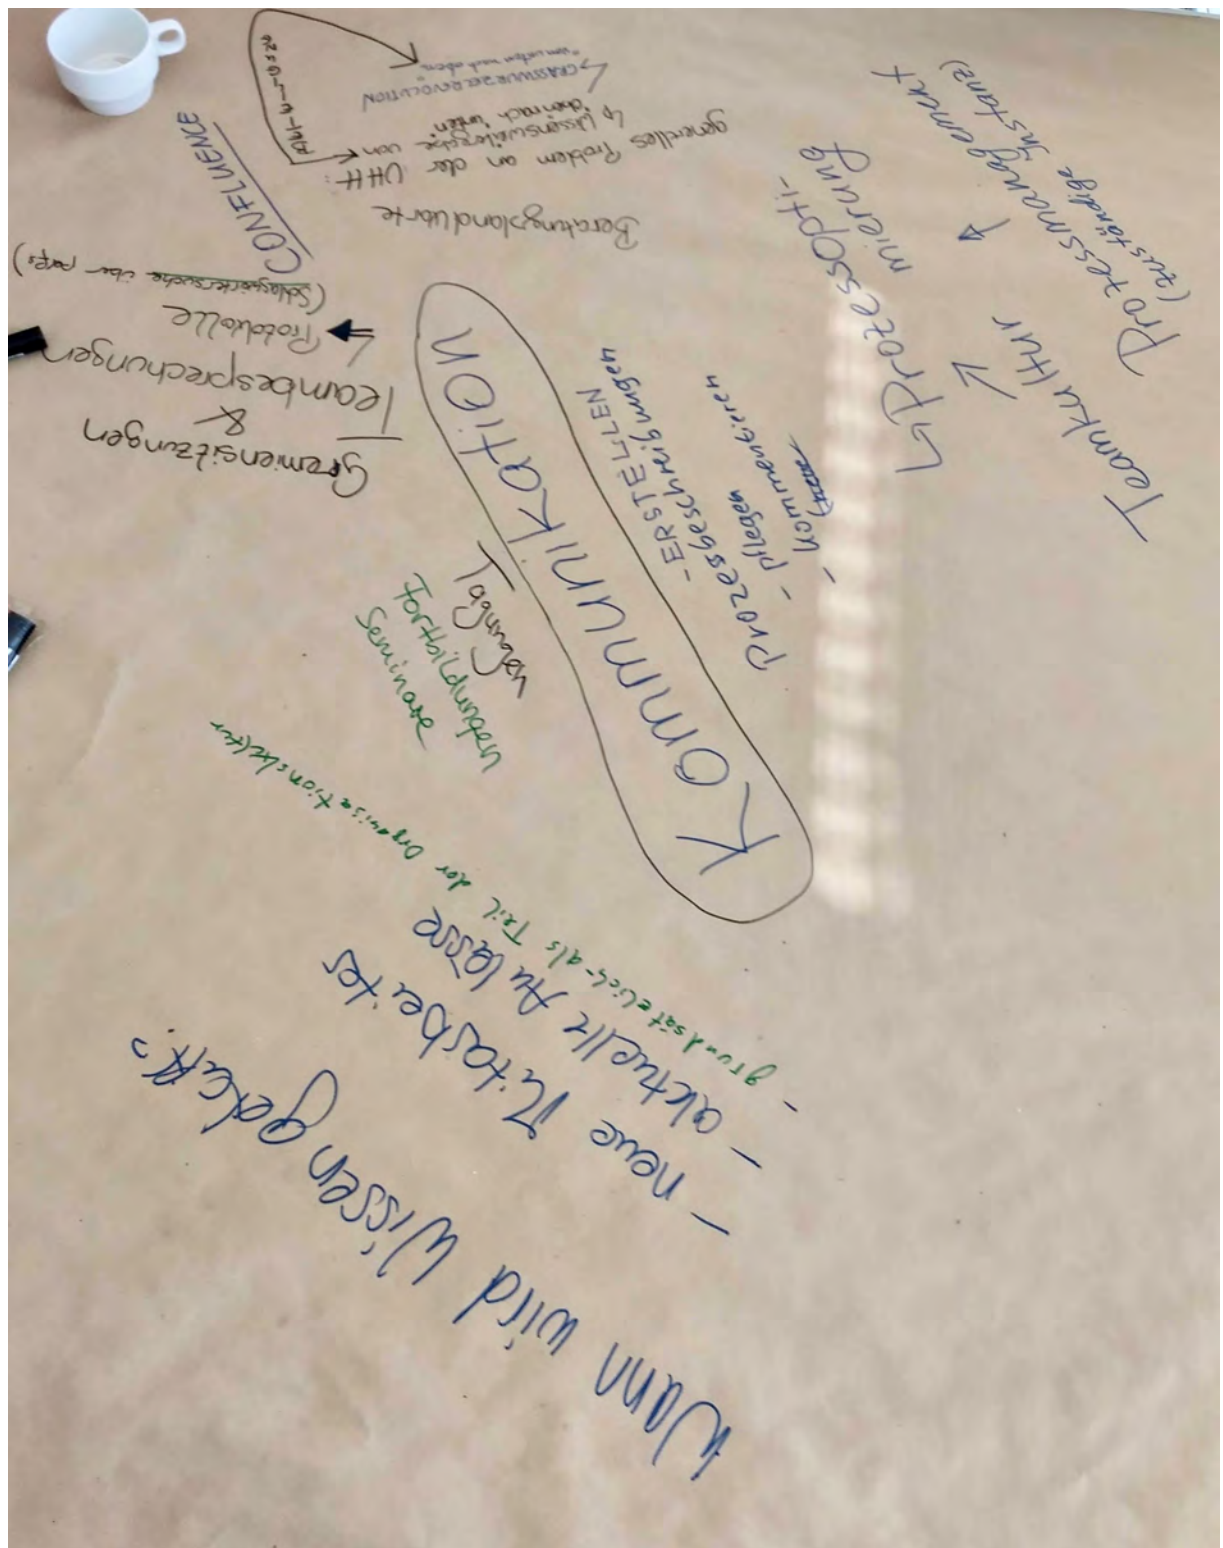 Wann wird Wissen geteilt?
- neue Mitarbeiter
- aktuelle Anlässe
- grundsätzlich als Teil der Organisationskultur
Kommunikation
Tagungen
Fortbildungen
Seminare
Gremiensitzungen
&
Teambesprechungen
↳ Protokolle
(Schlagwörtersuche über
CONFLUENCE
Beratungslandkarte
generelles Problem an der UHH:
↳ Wissensweitergabe von
oben nach unten
→ GRASSWURZELREVOLUTION
"von unten nach oben"
Prozessbeschreibungen
- ERSTELLEN
- pflegen
- kommentieren
Teamkultur
↳ Prozessopti-
mierung
Prozessmanagement
(zuständige Instanz)